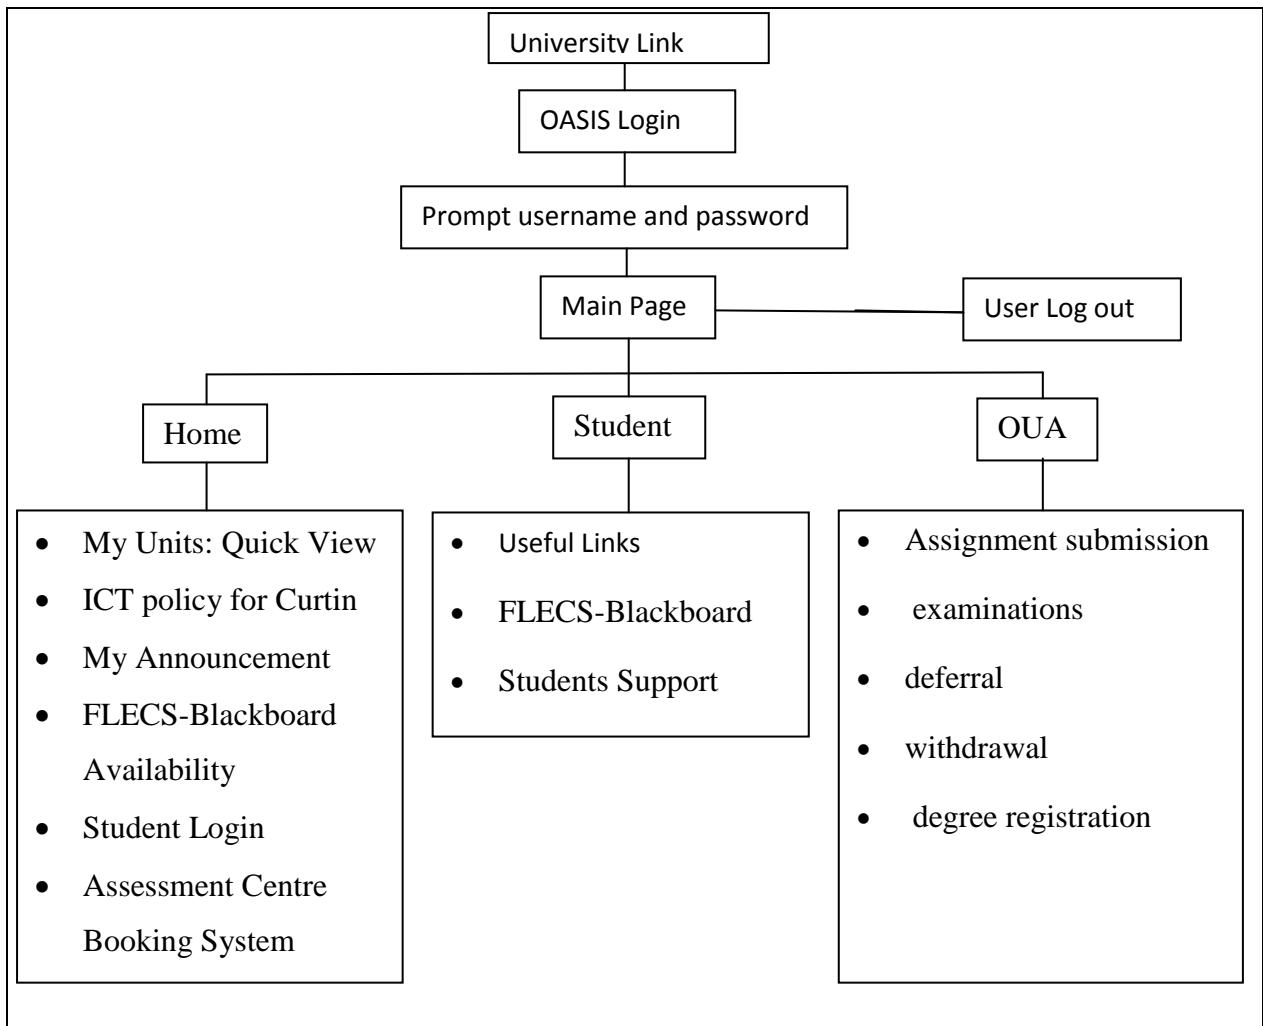 University Link
OASIS Login
Prompt username and password
Main Page
User Log out
Home
Student
OUA
• My Units: Quick View
• ICT policy for Curtin
• My Announcement
• FLECS-Blackboard
Availability
• Student Login
• Assessment Centre
Booking System
• Useful Links
• FLECS-Blackboard
• Students Support
• Assignment submission
• examinations
• deferral
• withdrawal
• degree registration